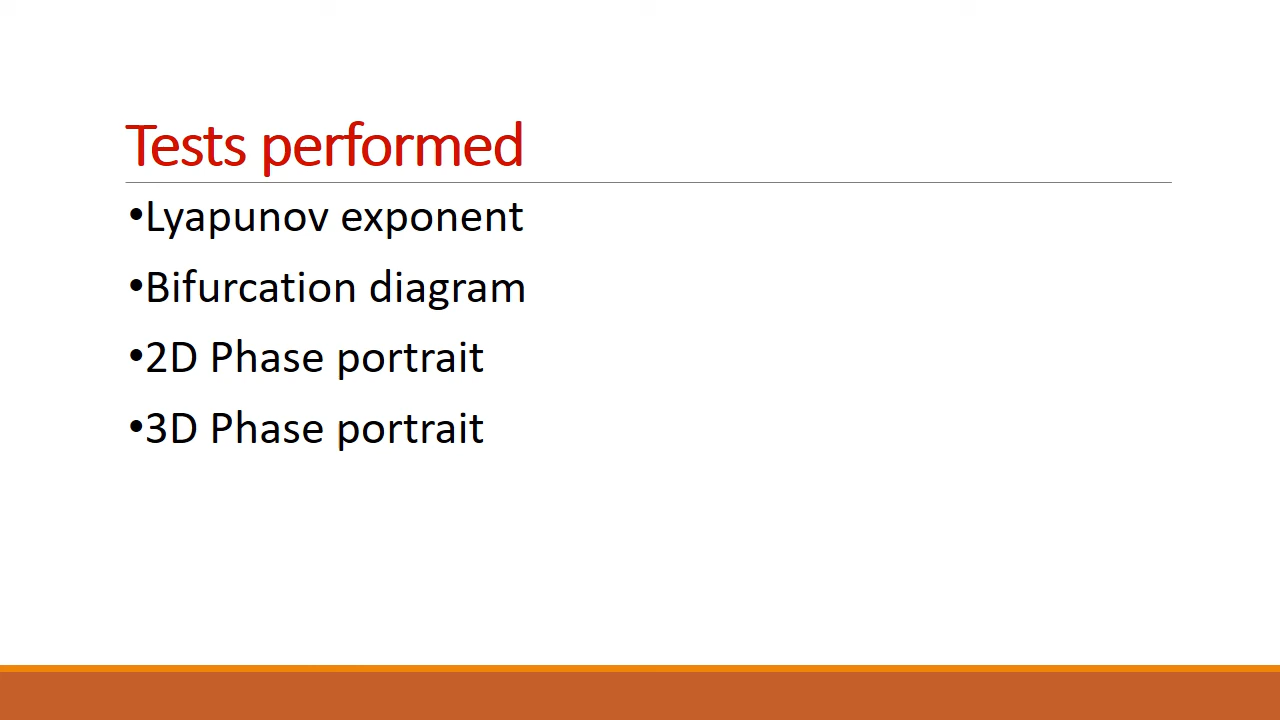 Tests performed
•Lyapunov exponent
•Bifurcation diagram
•2D Phase portrait
•3D Phase portrait